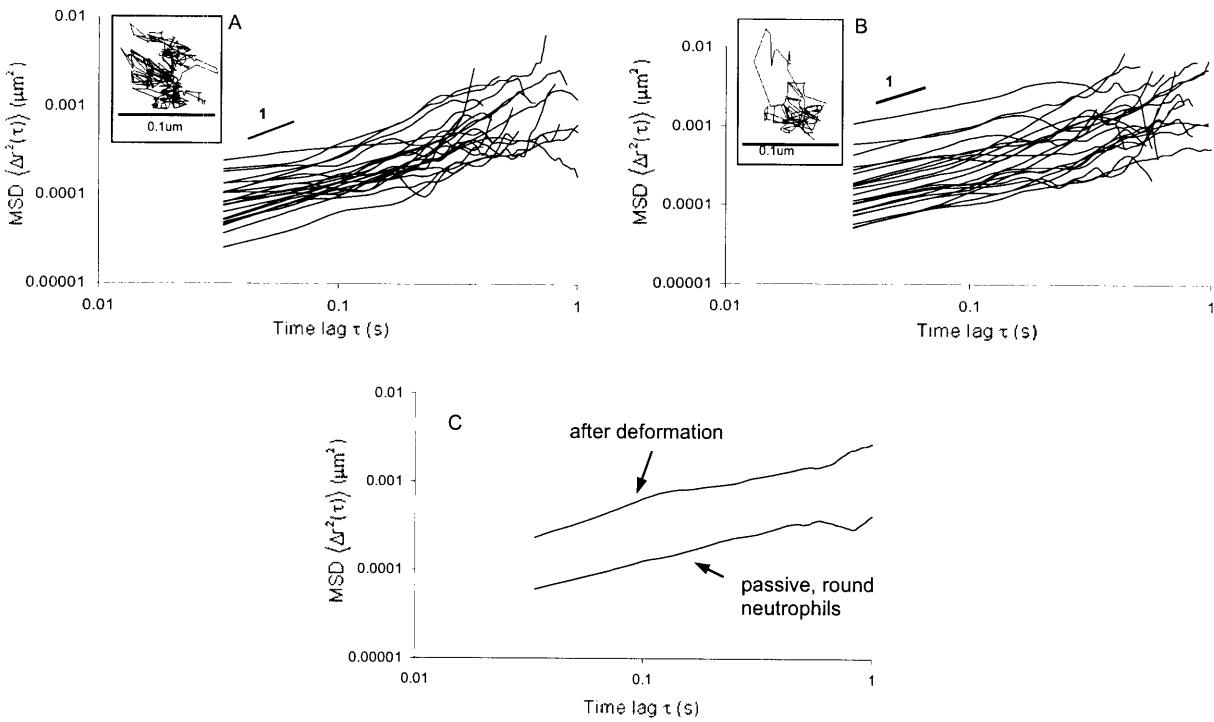 A
0.01
0.001
0.0001
0.00001
MSD ⟨Δr²(τ)⟩ (μm²)
0.1um
1
0.01
0.1
1
Time lag τ (s)
B
0.01
0.001
0.0001
0.00001
MSD ⟨Δr²(τ)⟩ (μm²)
0.1um
1
0.01
0.1
1
Time lag τ (s)
C
0.01
0.001
0.0001
0.00001
MSD ⟨Δr²(τ)⟩ (μm²)
after deformation
passive, round
neutrophils
0.01
0.1
1
Time lag τ (s)